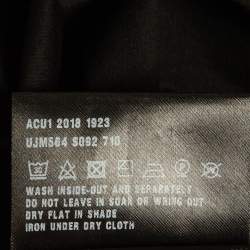 ACU1 2018 1923
UJM564 S092 710
WASH INSIDE-OUT AND SEPARATELY
DO NOT LEAVE IN SOAK OR WRING OUT
DRY FLAT IN SHADE
IRON UNDER DRY CLOTH